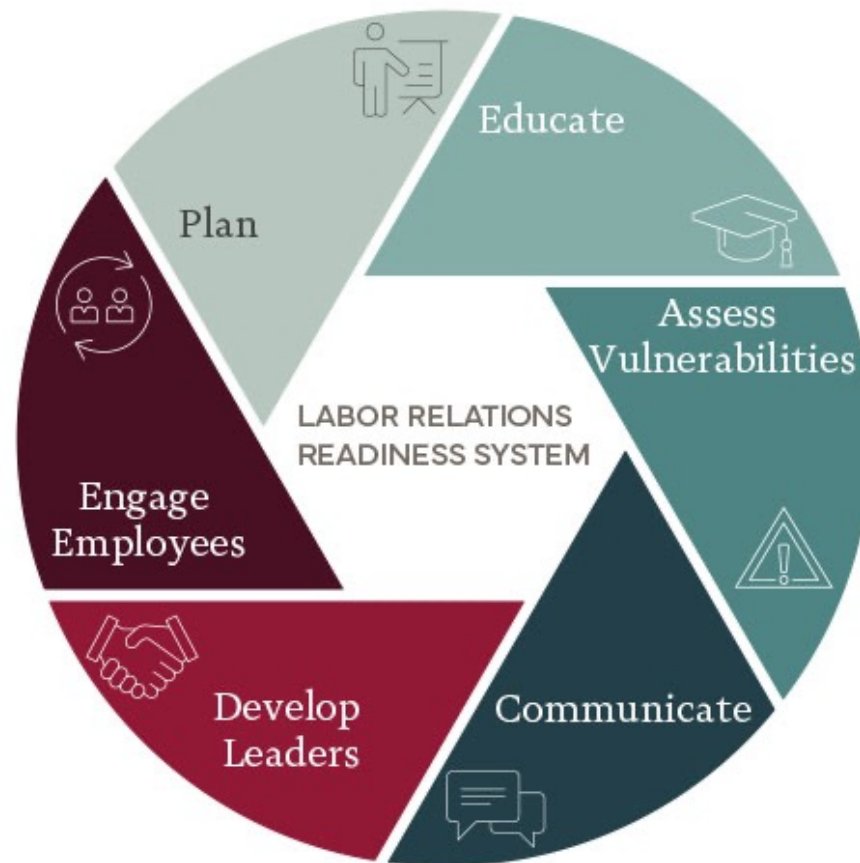 Plan
Educate
Assess
Vulnerabilities
LABOR RELATIONS
READINESS SYSTEM
Communicate
Develop
Leaders
Engage
Employees